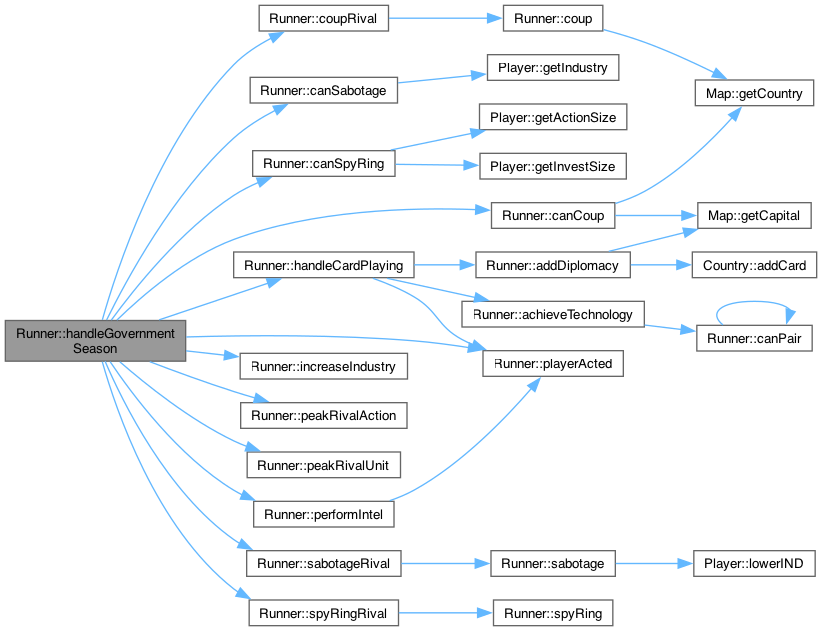 Runner::coupRival
Runner::coup
Runner::canSabotage
Player::getIndustry
Map::getCountry
Player::getActionSize
Runner::canSpyRing
Player::getInvestSize
Runner::canCoup
Map::getCapital
Runner::handleCardPlaying
Runner::addDiplomacy
Country::addCard
Runner::achieveTechnology
Runner::handleGovernment
Season
Runner::canPair
Runner::increaseIndustry
Runner::playerActed
Runner::peakRivalAction
Runner::peakRivalUnit
Runner::performIntel
Runner::sabotageRival
Runner::sabotage
Player::lowerIND
Runner::spyRingRival
Runner::spyRing